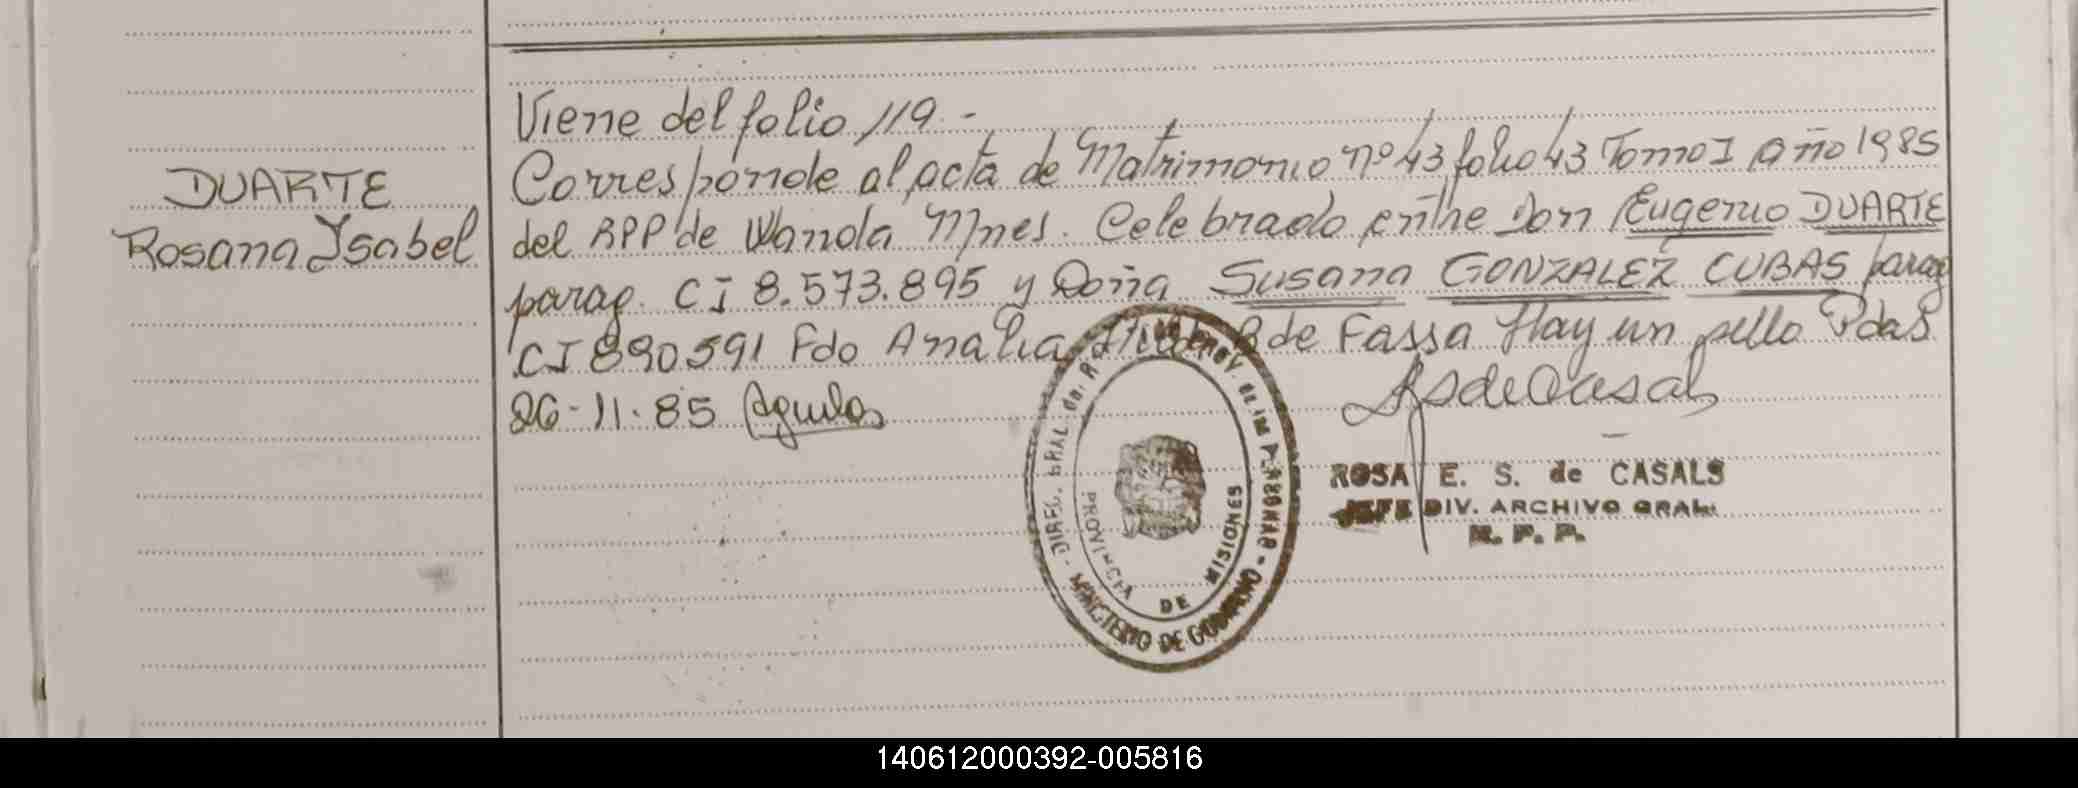 Viene del folio 119.-
DUARTE
Rosana Ysabel
Corresponde al acta de Matrimonio nº 43 folio 43 Tomo I año 1985
del RPP de Wanda Mnes. Celebrado entre Don Eugenio DUARTE
parag. CI 8.573.895 y Doña Susana GONZALEZ CUBAS parag
CI 890591 Fdo Analia de Fassa Hay un sello Pdas
26-11-85
ROSA E. S. de CASALS
JEFE DIV. ARCHIVO GRAL.
R. P. P.
PROVINCIA DE MISIONES
MINISTERIO DE GOBIERNO
140612000392-005816